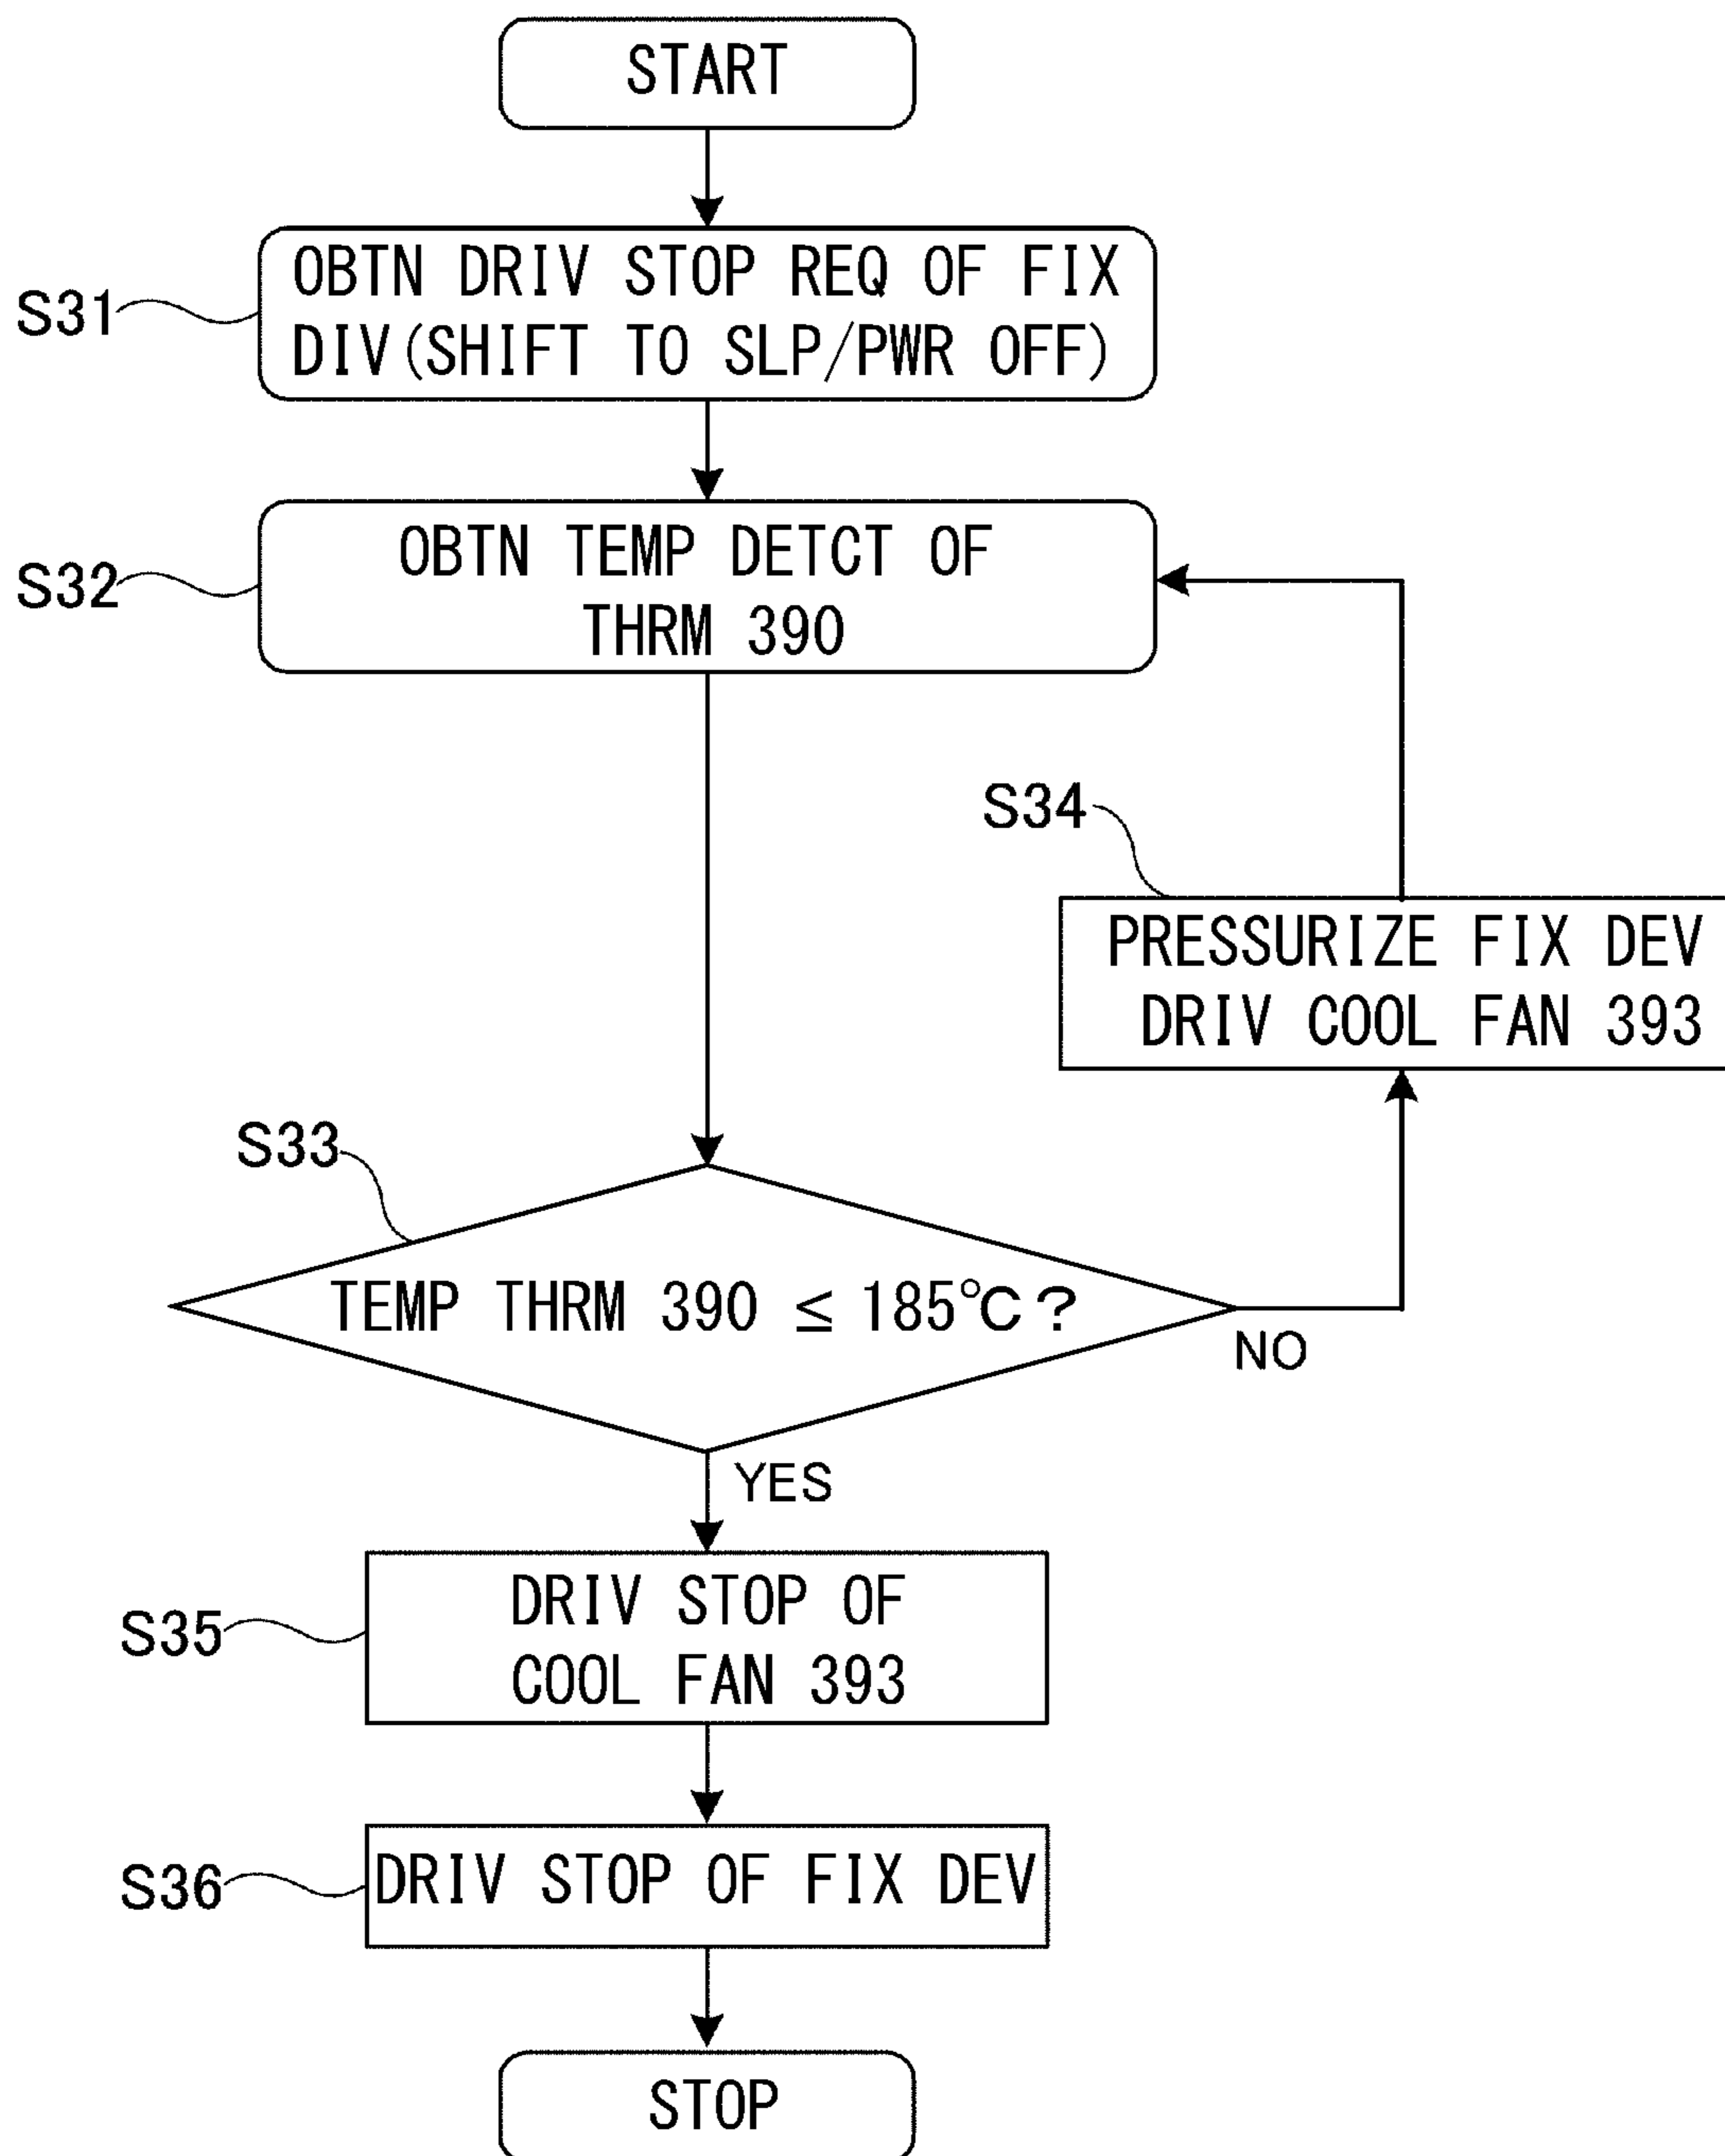 START
S31
OBTN DRIV STOP REQ OF FIX
DIV(SHIFT TO SLP/PWR OFF)
S32
OBTN TEMP DETCT OF
THRM 390
S34
PRESSURIZE FIX DEV
DRIV COOL FAN 393
S33
TEMP THRM 390 ≤ 185℃?
NO
YES
S35
DRIV STOP OF
COOL FAN 393
S36
DRIV STOP OF FIX DEV
STOP